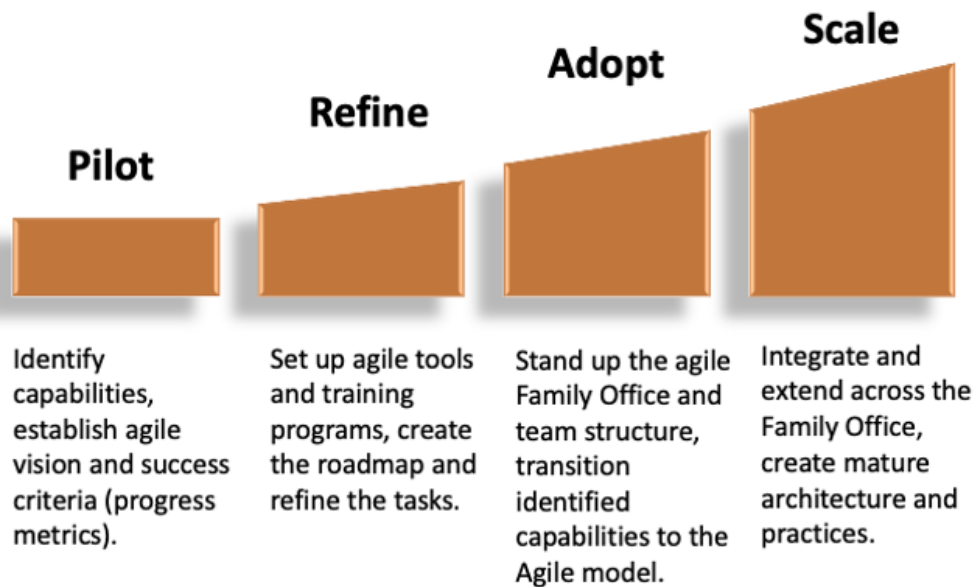 Pilot
Identify
capabilities,
establish agile
vision and success
criteria (progress
metrics).
Refine
Set up agile tools
and training
programs, create
the roadmap and
refine the tasks.
Adopt
Stand up the agile
Family Office and
team structure,
transition
identified
capabilities to the
Agile model.
Scale
Integrate and
extend across the
Family Office,
create mature
architecture and
practices.